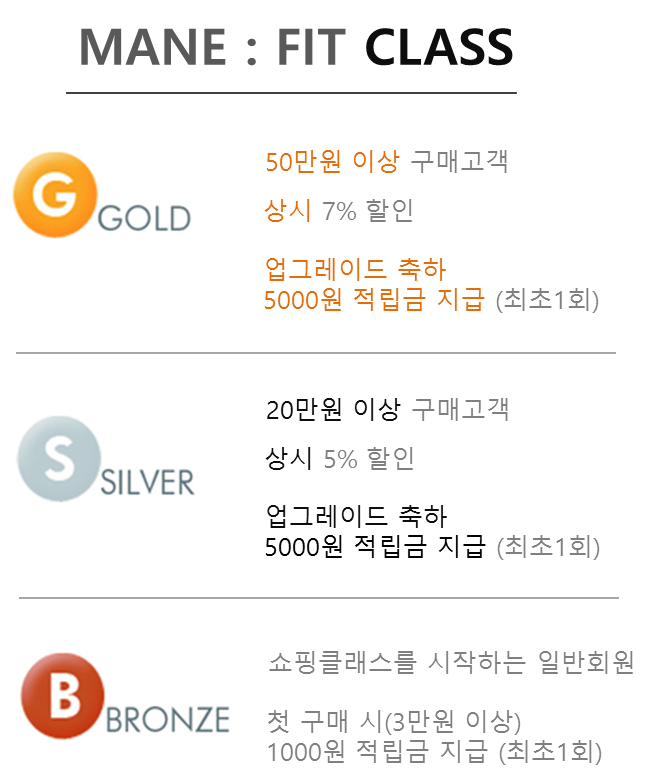 MANE : FIT CLASS
G GOLD
50만원 이상 구매고객
상시 7% 할인
업그레이드 축하
5000원 적립금 지급 (최초1회)
S SILVER
20만원 이상 구매고객
상시 5% 할인
업그레이드 축하
5000원 적립금 지급 (최초1회)
B BRONZE
쇼핑클래스를 시작하는 일반회원
첫 구매 시(3만원 이상)
1000원 적립금 지급 (최초1회)